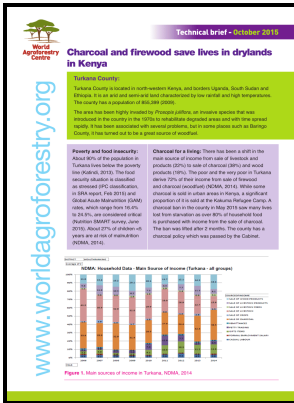 Technical brief - October 2015
World
Agroforestry
Centre
Charcoal and firewood save lives in drylands
in Kenya
www.worldagroforestry.org
Turkana County:
Turkana County is located in north-western Kenya, and borders Uganda, South Sudan and
Ethiopia. It is an arid and semi-arid land characterized by low rainfall and high temperatures.
The county has a population of 855,399 (2009).
The area has been highly invaded by Prosopis juliflora, an invasive species that was
introduced in the county in the 1970s to rehabilitate degraded areas and with time spread
rapidly. It has been associated with several problems, but in some places such as Baringo
County, it has turned out to be a great source of woodfuel.
Poverty and food insecurity:
About 90% of the population in
Turkana lives below the poverty
line (Kalinoli, 2013). The food
security situation is classified
as stressed (IPC classification
in SRA report, Feb 2015) and
Global Acute Malnutrition (GAM)
rates, which range from 16.4%
to 24.5%, are considered critical
(Nutrition SMART survey, June
2015). About 27% of children <5
years are at risk of malnutrition
(NDMA, 2014).
Charcoal for a living: There has been a shift in the
main source of income from sale of livestock and
products (22%) to sale of charcoal (36%) and wood
products (16%). The poor and the very poor in Turkana
derive 72% of their income from sale of firewood
and charcoal (woodfuel) (NDMA, 2014). While some
charcoal is sold in urban areas in Kenya, a significant
proportion of it is sold at the Kakuma Refugee Camp. A
charcoal ban in the county in May 2015 saw many lives
lost from starvation as over 80% of household food
is purchased with income from the sale of charcoal.
The ban was lifted after 2 months. The county has a
charcoal policy which was passed by the Cabinet.
NDMA: Household Data - Main Source of income (Turkana - all groups)
Figure 1. Main sources of income in Turkana, NDMA, 2014